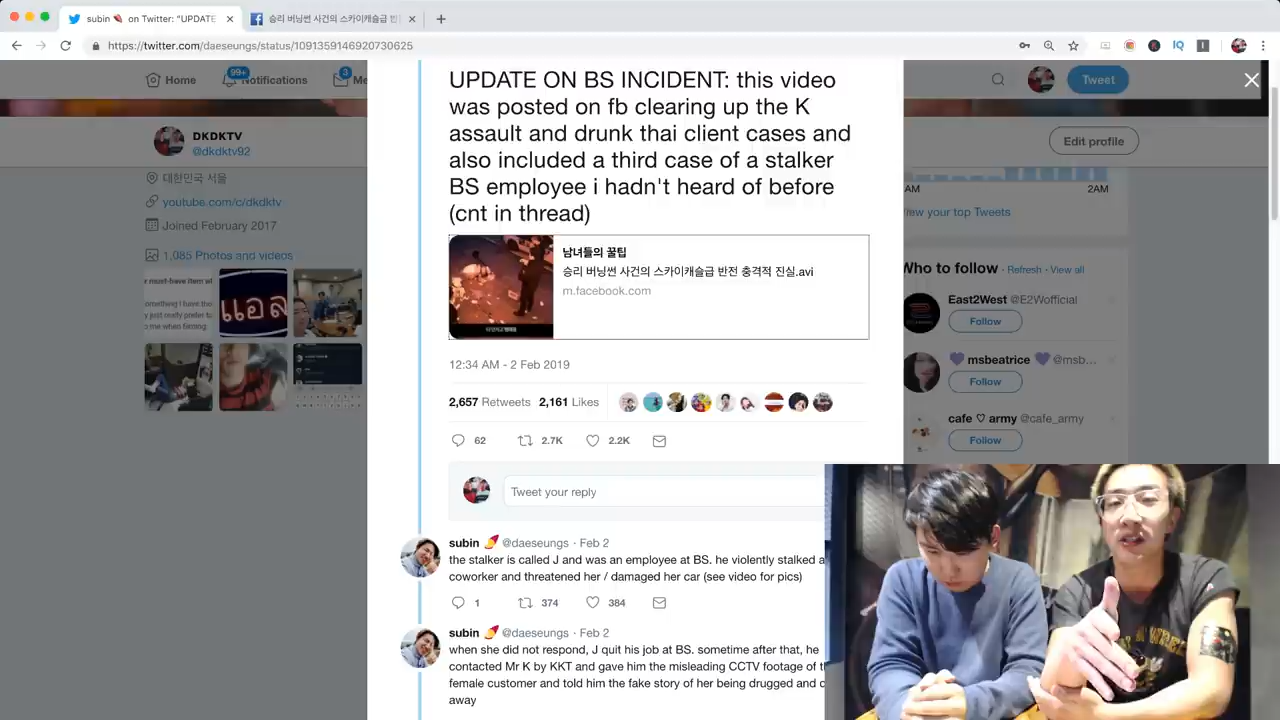 subin on Twitter: "UPDATE
승리 버닝썬 사건의 스카이캐슬급 반
https://twitter.com/daeseungs/status/1091359146920730625
IQ
Home
99+
Notifications
3
Me
Tweet
DKDKTV
@dkdktv92
대한민국 서울
youtube.com/c/dkdktv
Joined February 2017
1,085 Photos and videos
แอล
Edit profile
AM
2AM
View your top Tweets
Who to follow · Refresh · View all
East2West @E2Wofficial
Follow
msbeatrice @msb...
Follow
cafe ♡ army @cafe_army
Follow
UPDATE ON BS INCIDENT: this video
was posted on fb clearing up the K
assault and drunk thai client cases and
also included a third case of a stalker
BS employee i hadn't heard of before
(cnt in thread)
남녀들의 꿀팁
승리 버닝썬 사건의 스카이캐슬급 반전 충격적 진실.avi
m.facebook.com
12:34 AM - 2 Feb 2019
2,657 Retweets 2,161 Likes
62 2.7K 2.2K
Tweet your reply
subin @daeseungs · Feb 2
the stalker is called J and was an employee at BS. he violently stalked a
coworker and threatened her / damaged her car (see video for pics)
1 374 384
subin @daeseungs · Feb 2
when she did not respond, J quit his job at BS. sometime after that, he
contacted Mr K by KKT and gave him the misleading CCTV footage of
female customer and told him the fake story of her being drugged and
away